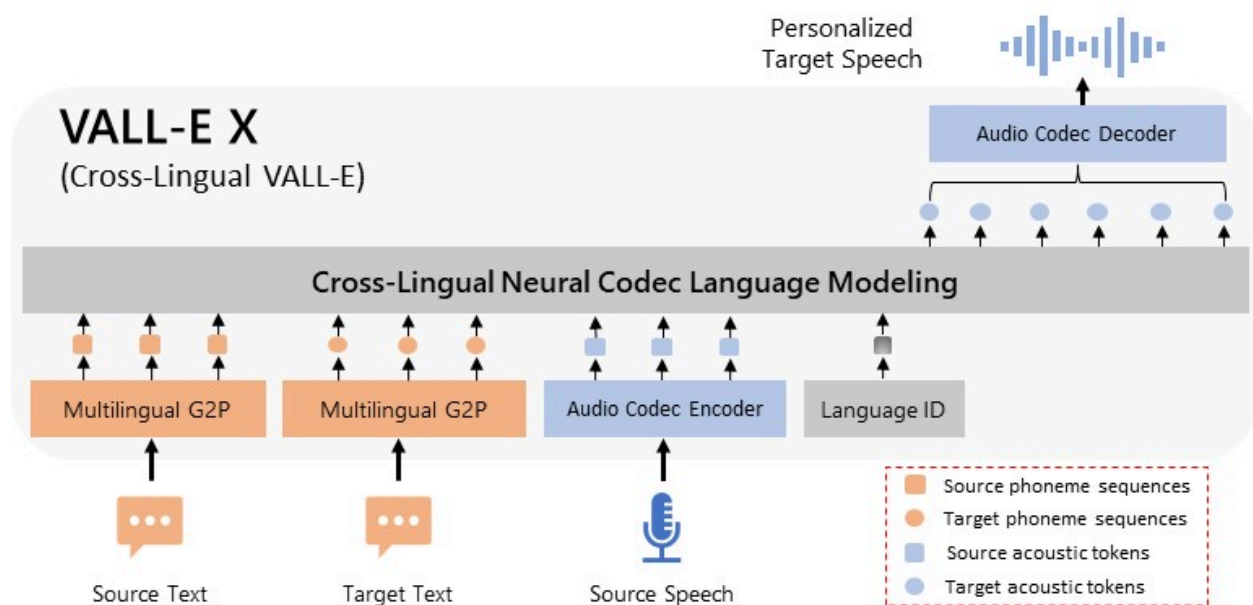 Personalized
Target Speech
VALL-E X
(Cross-Lingual VALL-E)
Audio Codec Decoder
Cross-Lingual Neural Codec Language Modeling
Multilingual G2P
Multilingual G2P
Audio Codec Encoder
Language ID
Source Text
Target Text
Source Speech
Source phoneme sequences
Target phoneme sequences
Source acoustic tokens
Target acoustic tokens